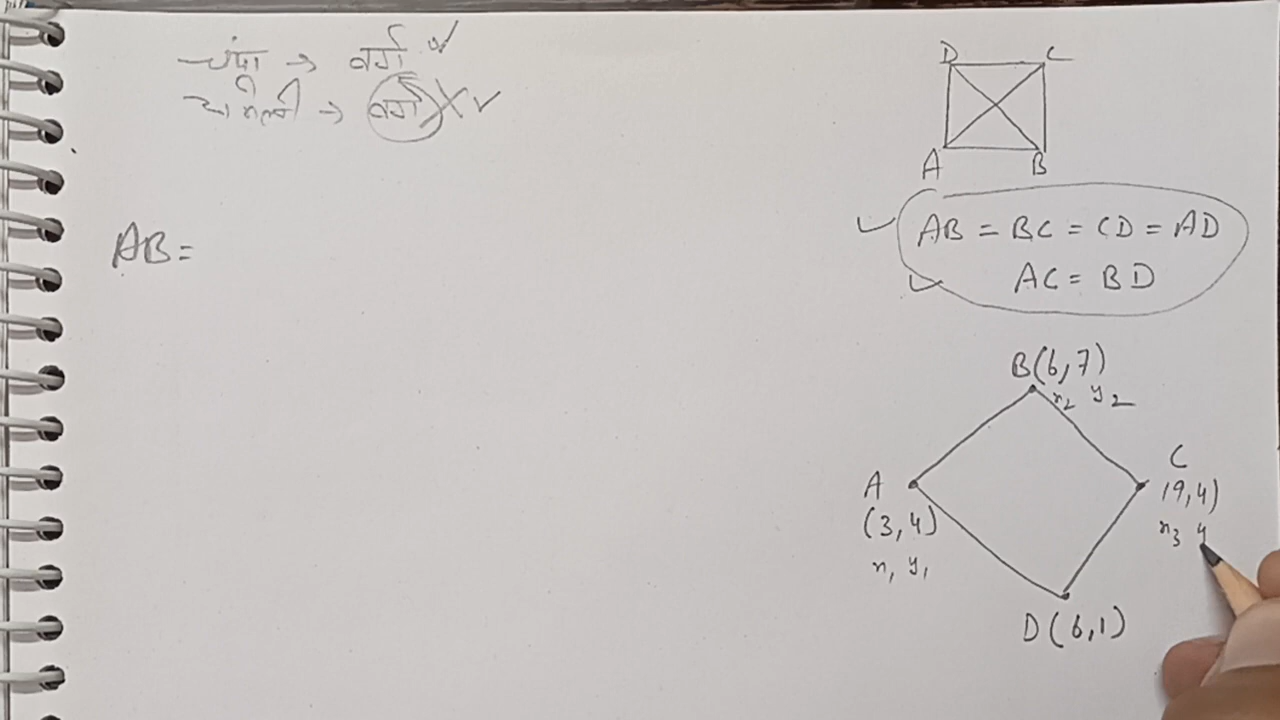 चंपा → वर्ग ✓
चामेली → वर्ग X ✓
D C
A B
AB = BC = CD = AD
AC = BD
AB =
B(6,7)
x₂ y₂
A
(3,4)
x₁ y₁
C
(9,4)
x₃ y
D(6,1)